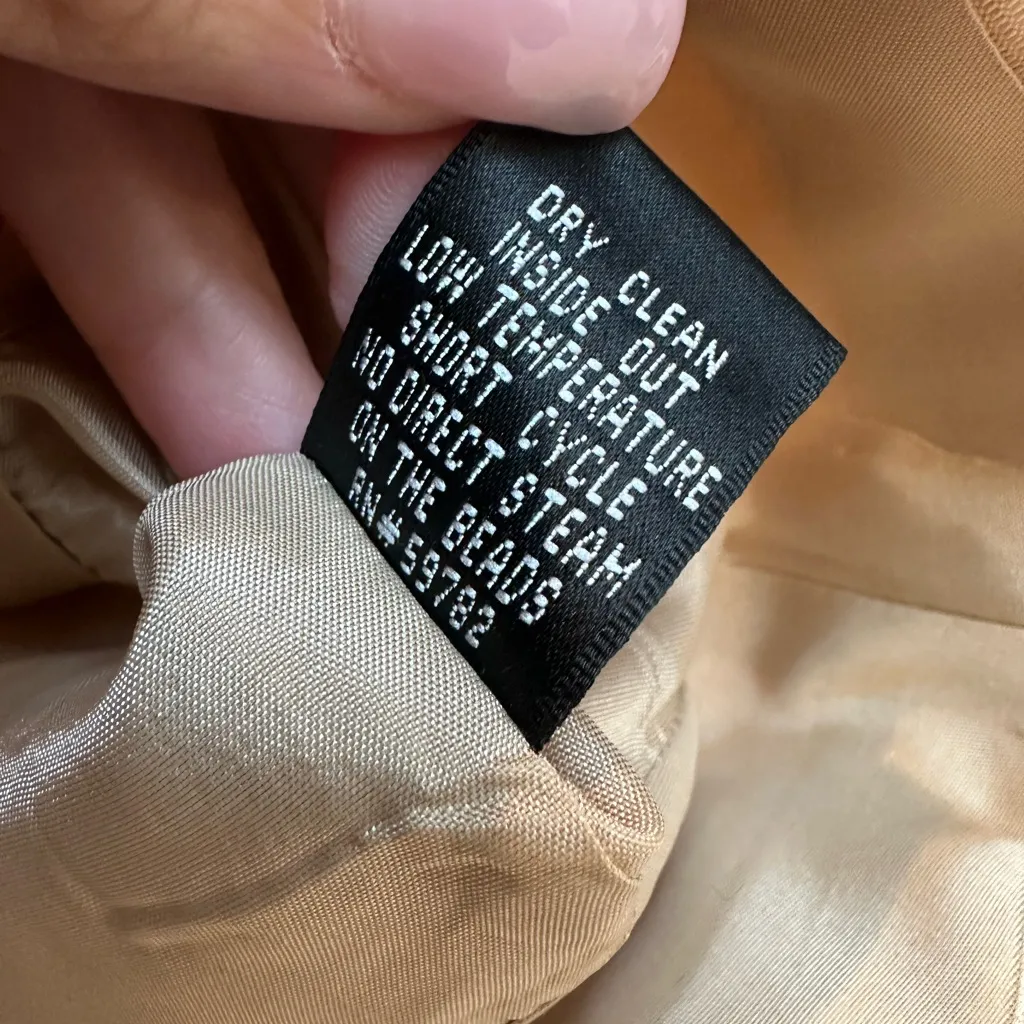 DRY CLEAN
INSIDE OUT
LOW TEMPERATURE
SHORT CYCLE
NO DIRECT STEAM
ON THE BEADS
RN#59782